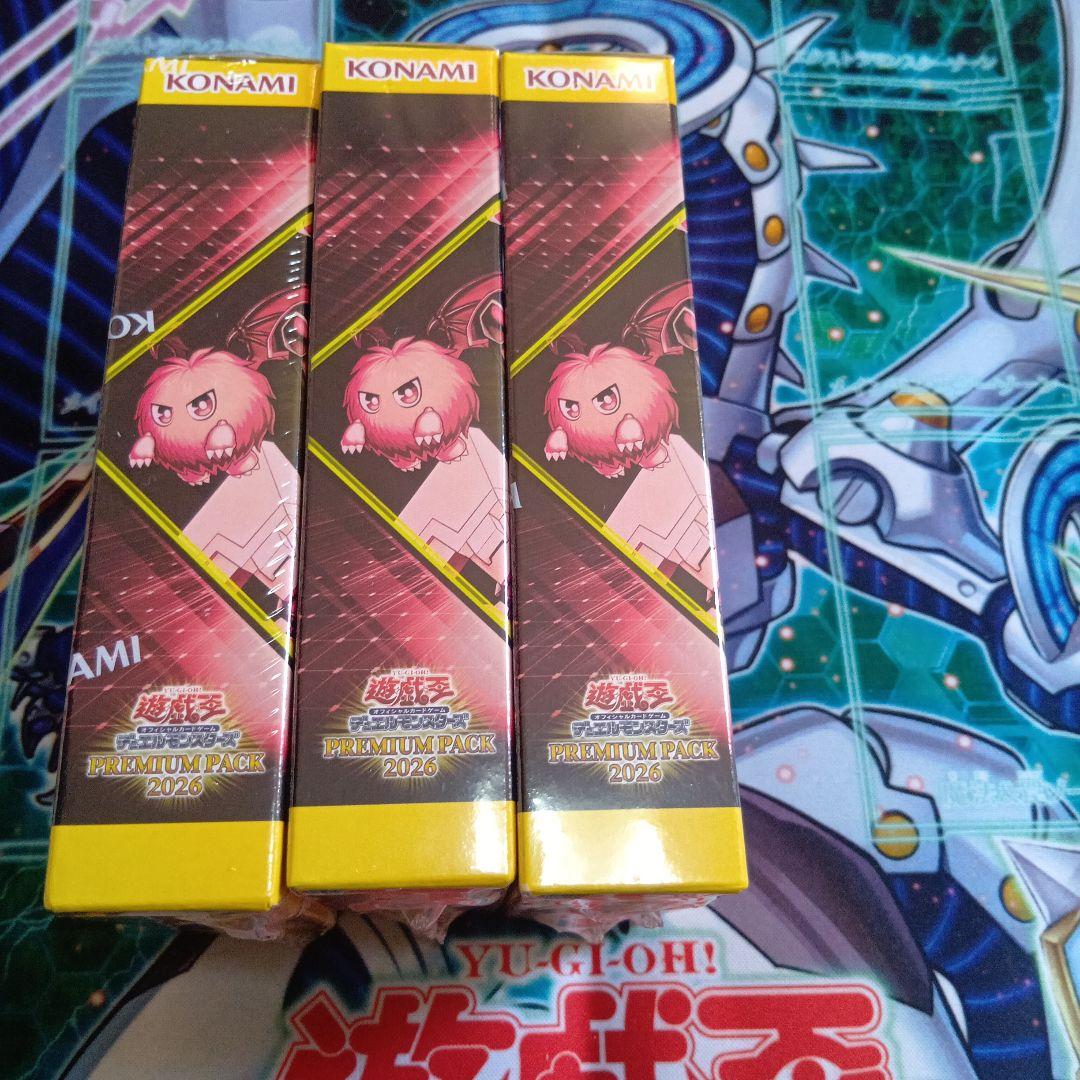 MI
KONAMI
KO
AMI
YU-GI-OH!
遊戯王
オフィシャルカードゲーム
デュエルモンスターズ
PREMIUM PACK
2026
KONAMI
YU-GI-OH!
遊戯王
オフィシャルカードゲーム
デュエルモンスターズ
PREMIUM PACK
2026
KONAMI
YU-GI-OH!
遊戯王
オフィシャルカードゲーム
デュエルモンスターズ
PREMIUM PACK
2026
YU-GI-OH!
遊戯王